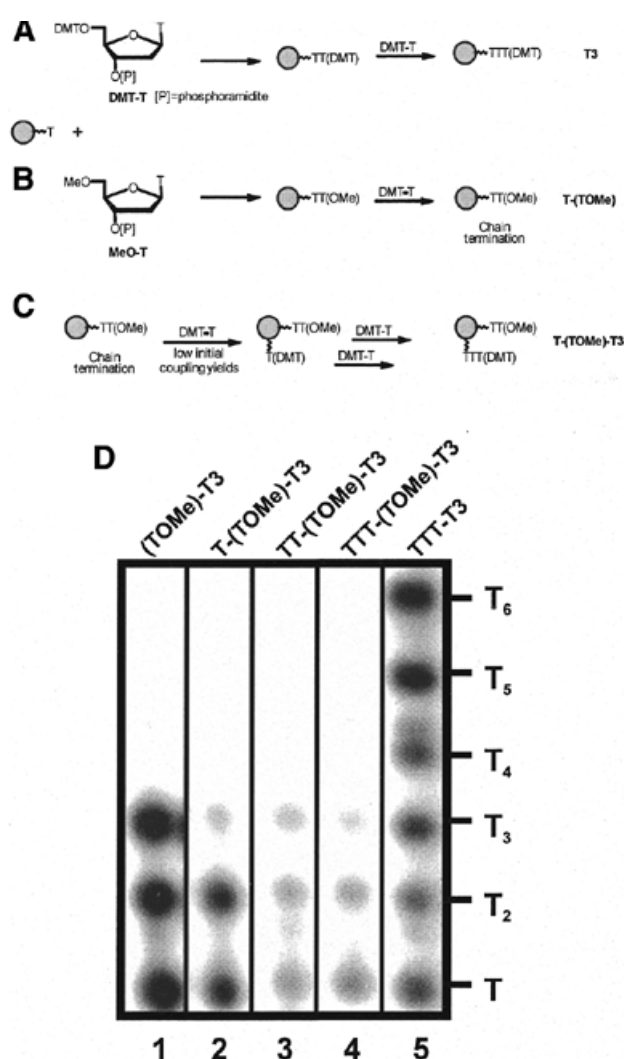 A
DMTO
O
T
O[P]
DMT-T [P]=phosphoramidite
TT(DMT)
DMT-T
TTT(DMT)
T3
T +
B
MeO
O
T
O[P]
MeO-T
TT(OMe)
DMT-T
TT(OMe)
Chain
termination
T-(TOMe)
C
TT(OMe)
Chain
termination
DMT-T
low initial
coupling yields
TT(OMe)
T(DMT)
DMT-T
DMT-T
TT(OMe)
TTT(DMT)
T-(TOMe)-T3
D
(TOMe)-T3
T-(TOMe)-T3
TT-(TOMe)-T3
TTT-(TOMe)-T3
TTT-T3
T6
T5
T4
T3
T2
T
1 2 3 4 5